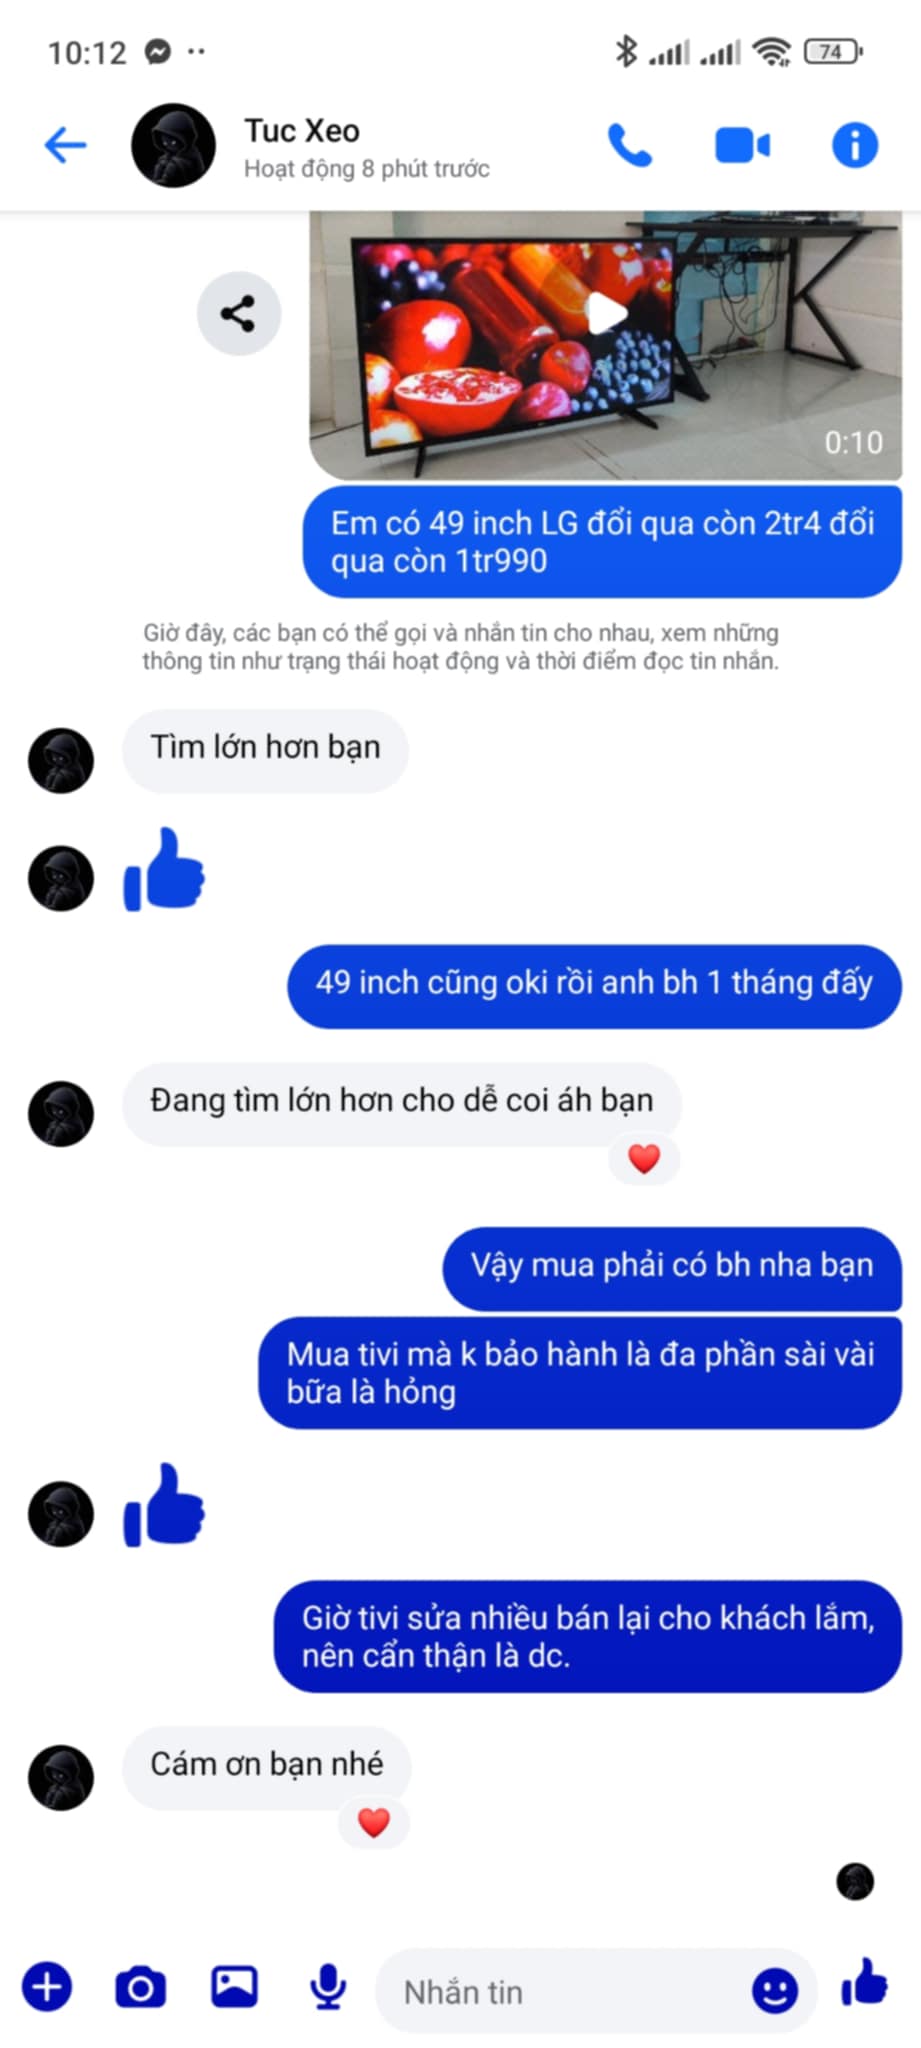 10:12
74
Tuc Xeo
Hoạt động 8 phút trước
0:10
Em có 49 inch LG đổi qua còn 2tr4 đổi
qua còn 1tr990
Giờ đây, các bạn có thể gọi và nhắn tin cho nhau, xem những
thông tin như trạng thái hoạt động và thời điểm đọc tin nhắn.
Tìm lớn hơn bạn
49 inch cũng oki rồi anh bh 1 tháng đấy
Đang tìm lớn hơn cho dễ coi áh bạn
Vậy mua phải có bh nha bạn
Mua tivi mà k bảo hành là đa phần sài vài
bữa là hỏng
Giờ tivi sửa nhiều bán lại cho khách lắm,
nên cẩn thận là dc.
Cám ơn bạn nhé
Nhắn tin